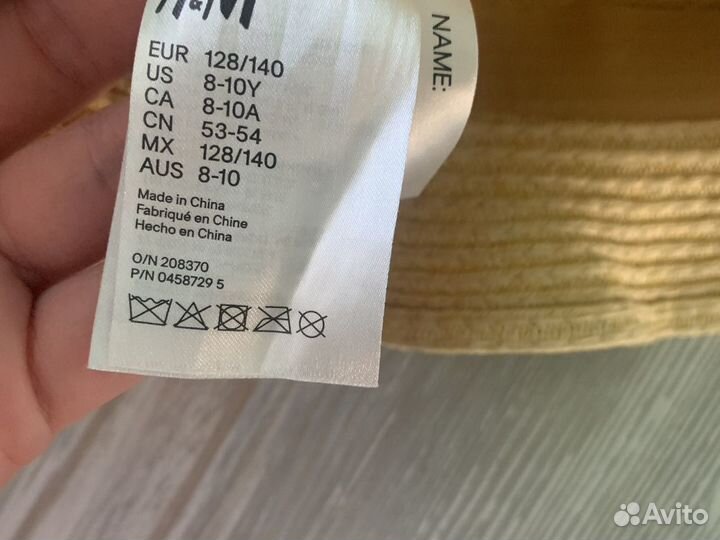 H&M
EUR 128/140
US 8-10Y
CA 8-10A
CN 53-54
MX 128/140
AUS 8-10
Made in China
Fabriqué en Chine
Hecho en China
O/N 208370
P/N 0458729 5
NAME:
Avito